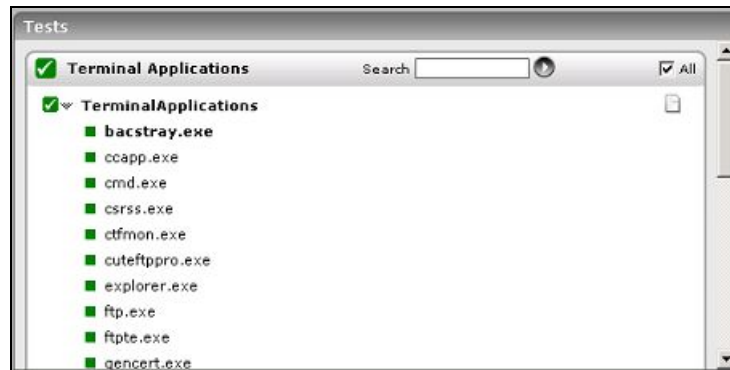 Tests
Terminal Applications Search All
TerminalApplications
bacstray.exe
ccapp.exe
cmd.exe
csrss.exe
ctfmon.exe
cuteftppro.exe
explorer.exe
ftp.exe
ftpte.exe
gencert.exe